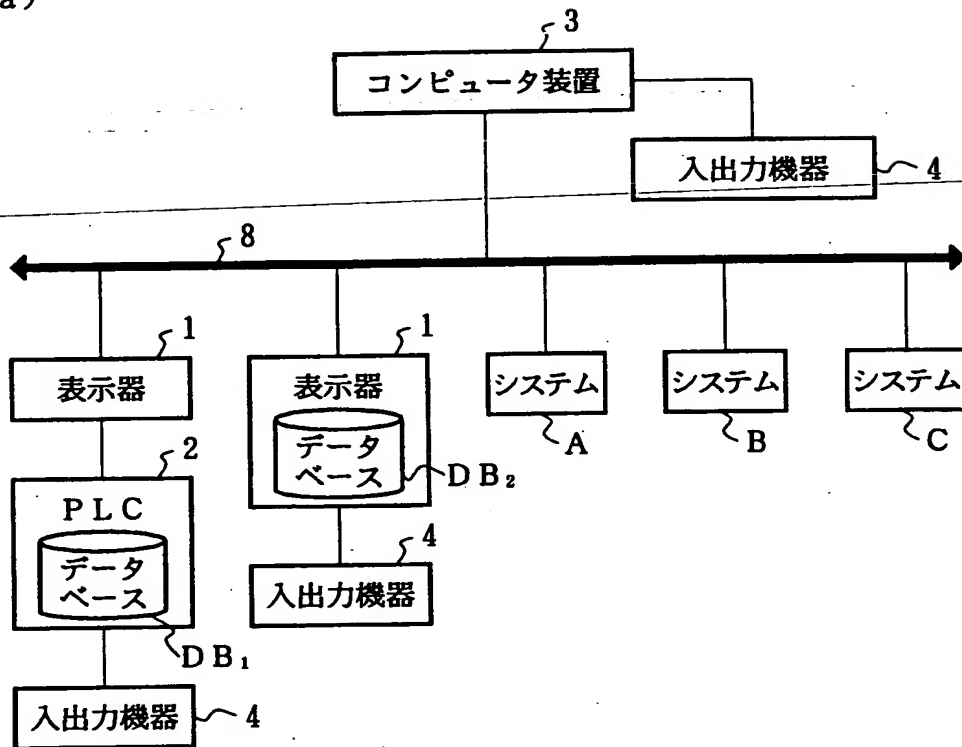 a)
3
コンピュータ装置
入出力機器
4
8
1
表示器
1
表示器
データ
ベース
DB₂
システム
A
システム
B
システム
C
2
PLC
データ
ベース
DB₁
4
入出力機器
入出力機器
4